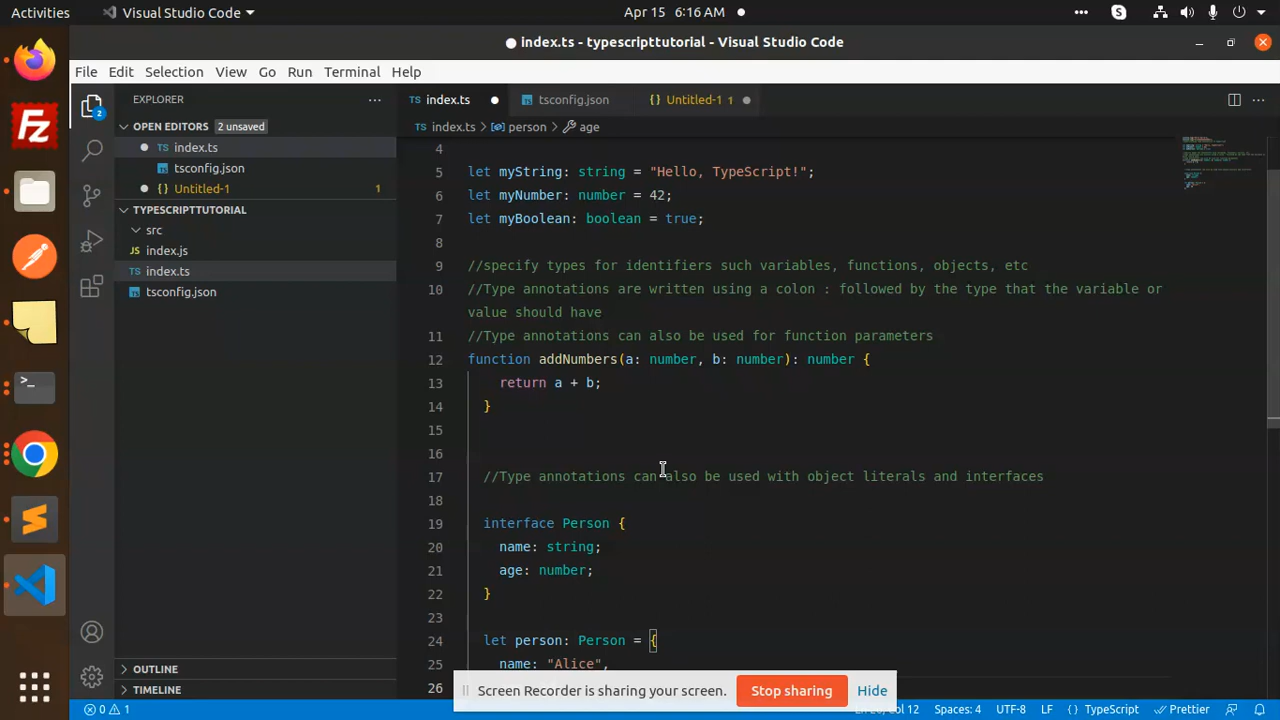 Activities
Visual Studio Code
Apr 15 6:16 AM
index.ts - typescripttutorial - Visual Studio Code
File Edit Selection View Go Run Terminal Help
EXPLORER
OPEN EDITORS 2 unsaved
TS index.ts
tsconfig.json
{} Untitled-1 1
TYPESCRIPTTUTORIAL
src
JS index.js
TS index.ts
tsconfig.json
OUTLINE
TIMELINE
2
TS index.ts
tsconfig.json
{} Untitled-1 1
TS index.ts > person > age
4
5 let myString: string = "Hello, TypeScript!";
6 let myNumber: number = 42;
7 let myBoolean: boolean = true;
8
9 //specify types for identifiers such variables, functions, objects, etc
10 //Type annotations are written using a colon : followed by the type that the variable or
value should have
11 //Type annotations can also be used for function parameters
12 function addNumbers(a: number, b: number): number {
13 return a + b;
14 }
15
16
17 //Type annotations can also be used with object literals and interfaces
18
19 interface Person {
20 name: string;
21 age: number;
22 }
23
24 let person: Person = {
25 name: "Alice",
26
Screen Recorder is sharing your screen. Stop sharing Hide
0 1
Spaces: 4 UTF-8 LF {} TypeScript Prettier